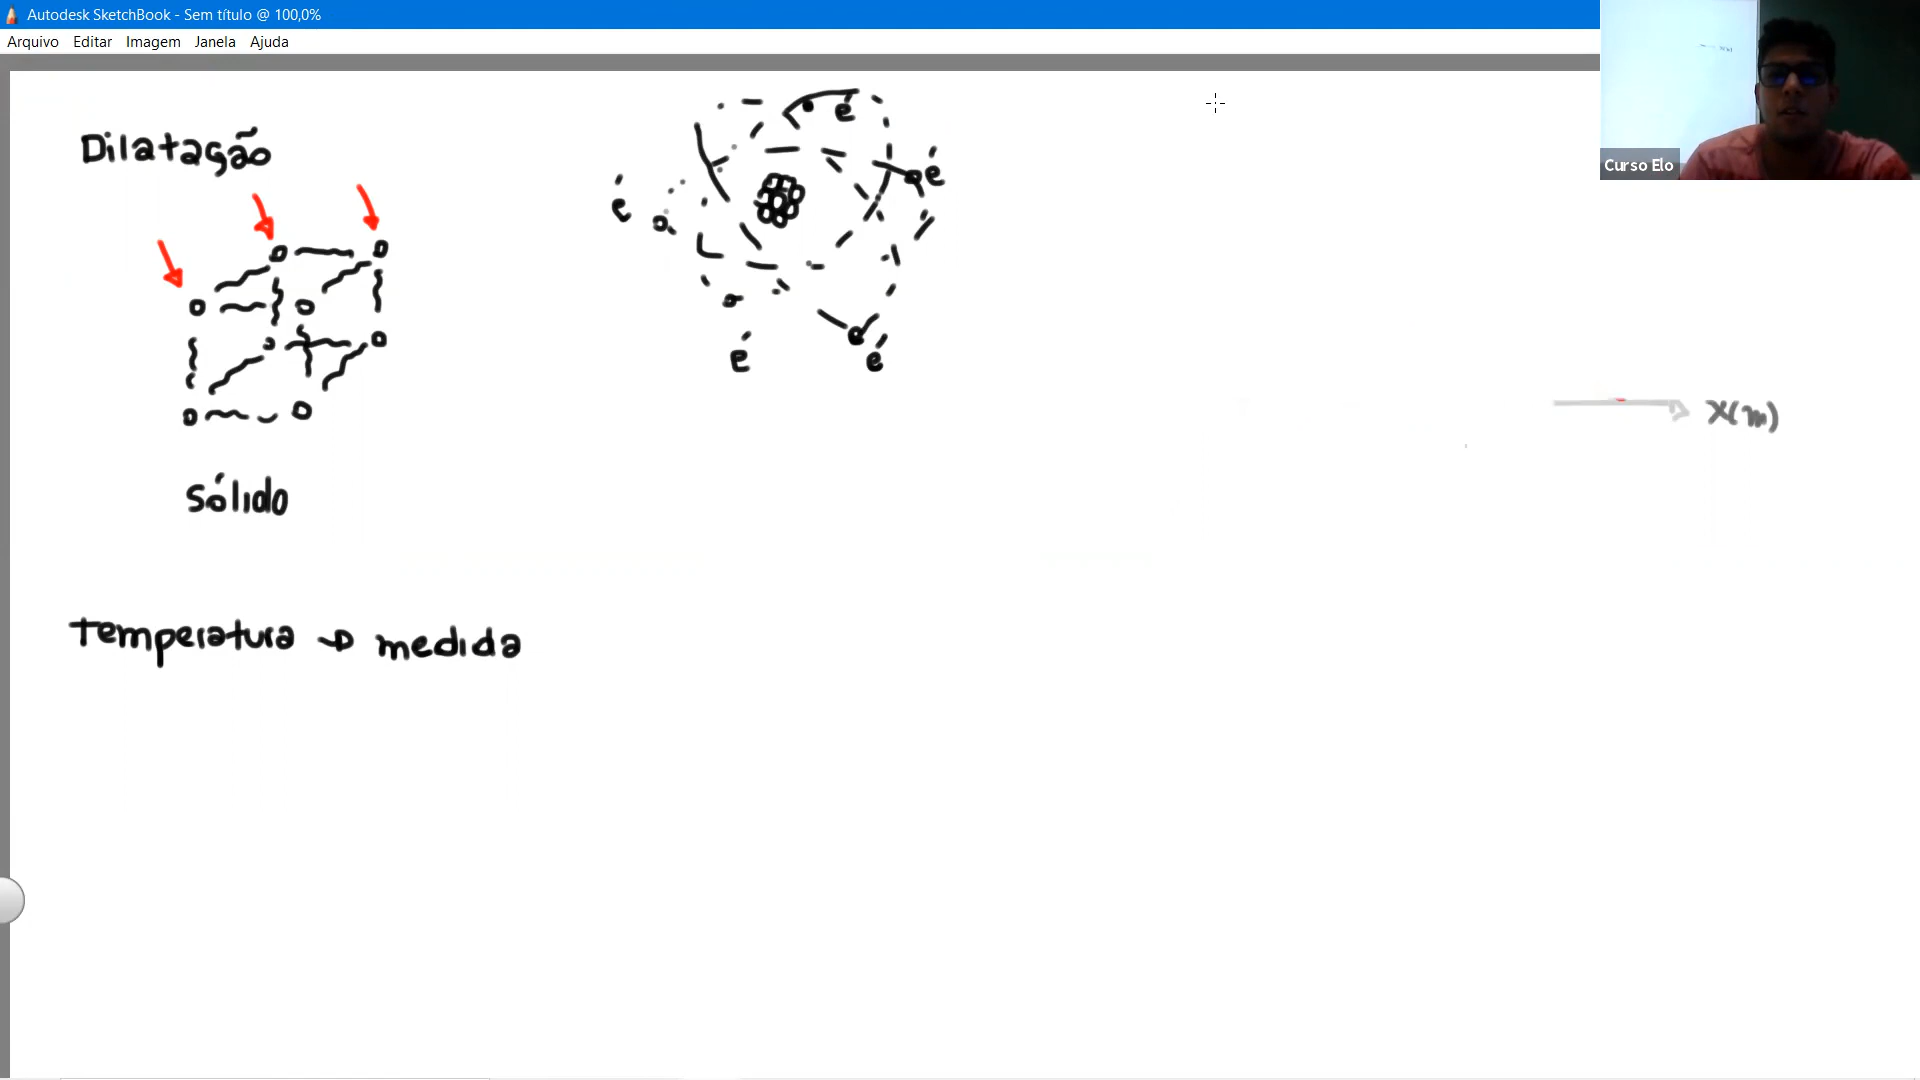 Autodesk SketchBook - Sem título @ 100,0%
Arquivo Editar Imagem Janela Ajuda
Curso Elo
Dilatação
é
é
é
é
é
X(m)
Sólido
Temperatura → medida